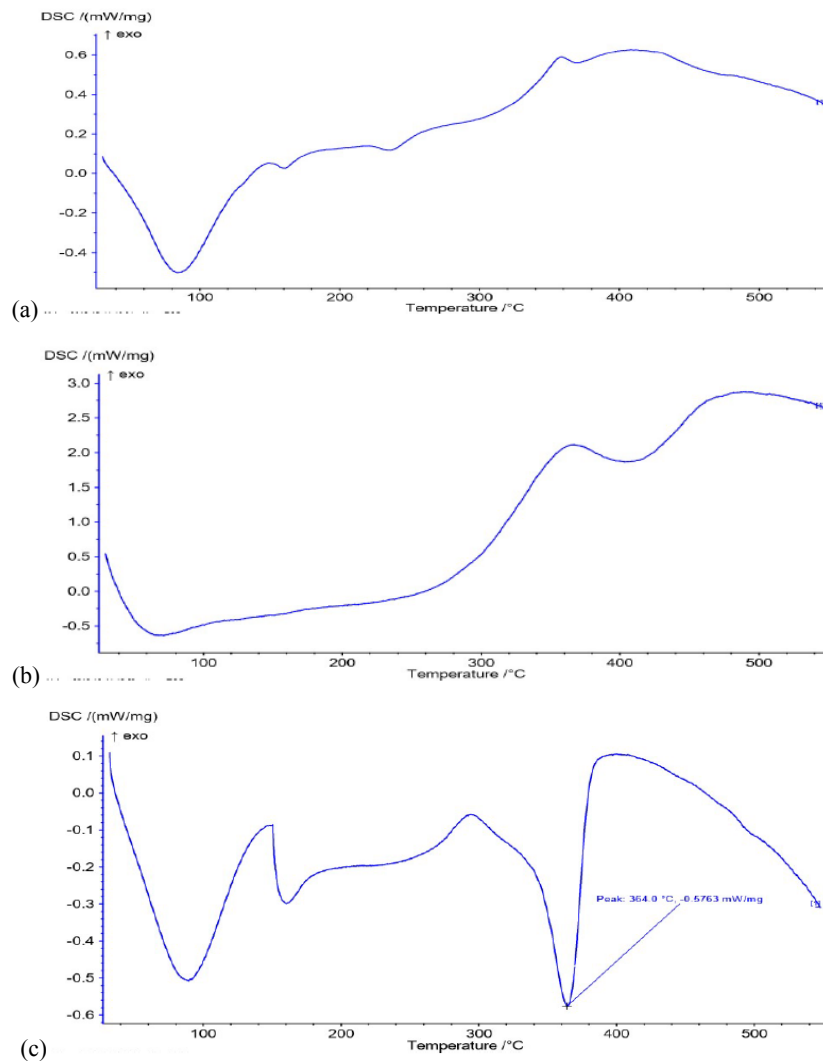 DSC /(mW/mg)
↑ exo
0.6
0.4
0.2
0.0
-0.2
-0.4
100 200 300 400 500
Temperature /°C
(a)
DSC /(mW/mg)
↑ exo
3.0
2.5
2.0
1.5
1.0
0.5
0.0
-0.5
100 200 300 400 500
Temperature /°C
(b)
DSC /(mW/mg)
↑ exo
0.1
0.0
-0.1
-0.2
-0.3
-0.4
-0.5
-0.6
Peak: 364.0 °C, -0.5763 mW/mg
100 200 300 400 500
Temperature /°C
(c)